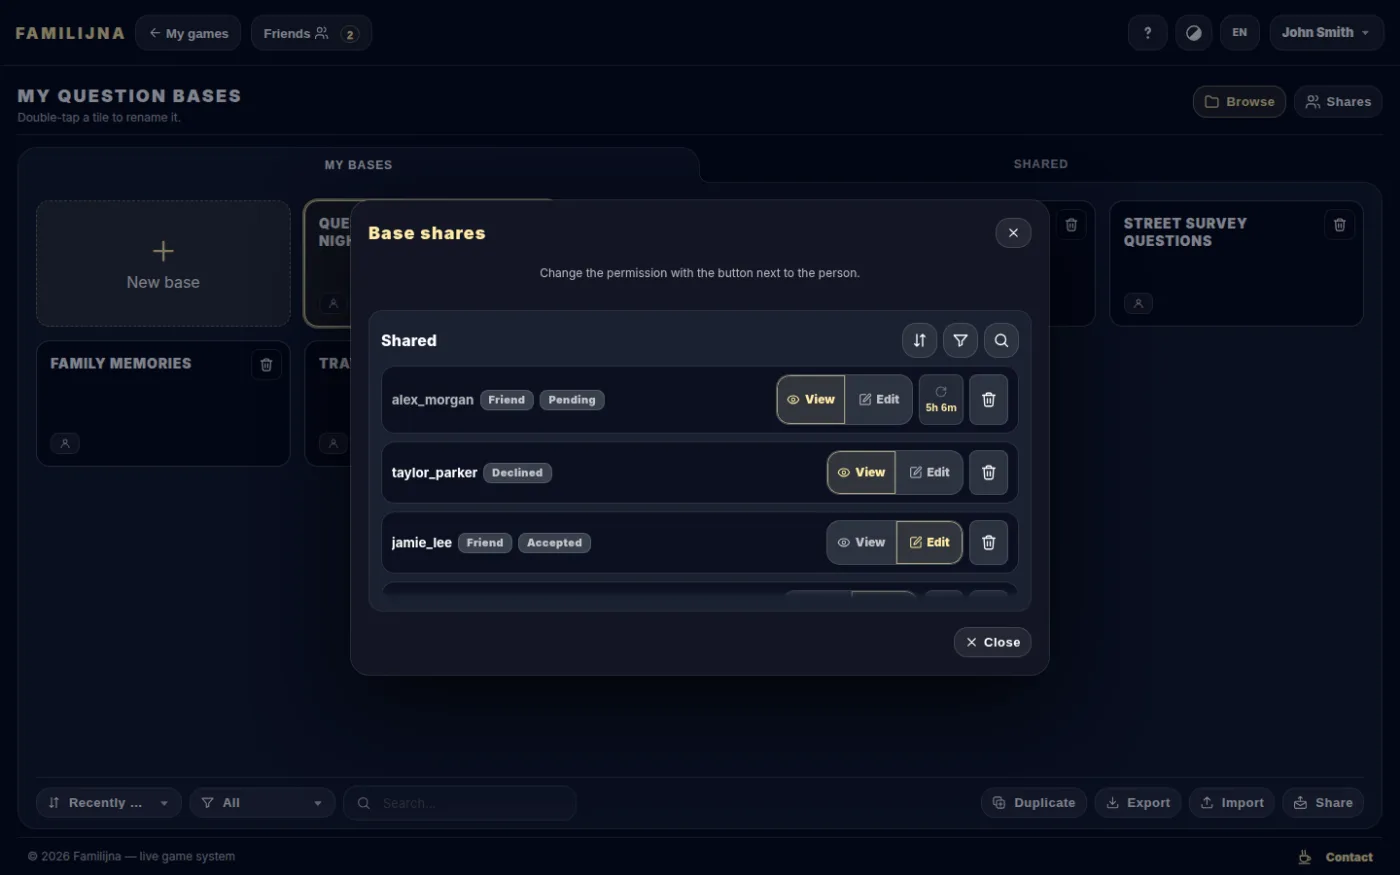 FAMILIJNA
My games
Friends
2
?
EN
John Smith
MY QUESTION BASES
Double-tap a tile to rename it.
Browse
Shares
MY BASES
SHARED
New base
STREET SURVEY
QUESTIONS
FAMILY MEMORIES
Base shares
Change the permission with the button next to the person.
Shared
alex_morgan
Friend
Pending
View
Edit
5h 6m
taylor_parker
Declined
View
Edit
jamie_lee
Friend
Accepted
View
Edit
Close
Recently ...
All
Search...
Duplicate
Export
Import
Share
© 2026 Familijna — live game system
Contact